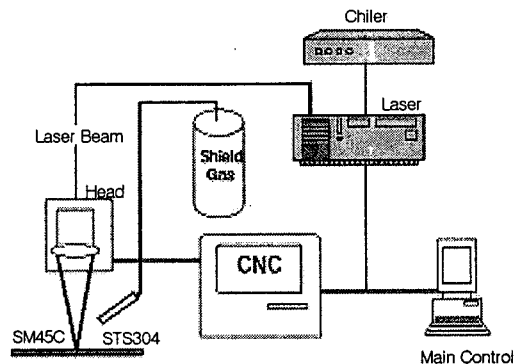 Chiler
Laser
Laser Beam
Shield
Gas
Head
CNC
SM45C
STS304
Main Control